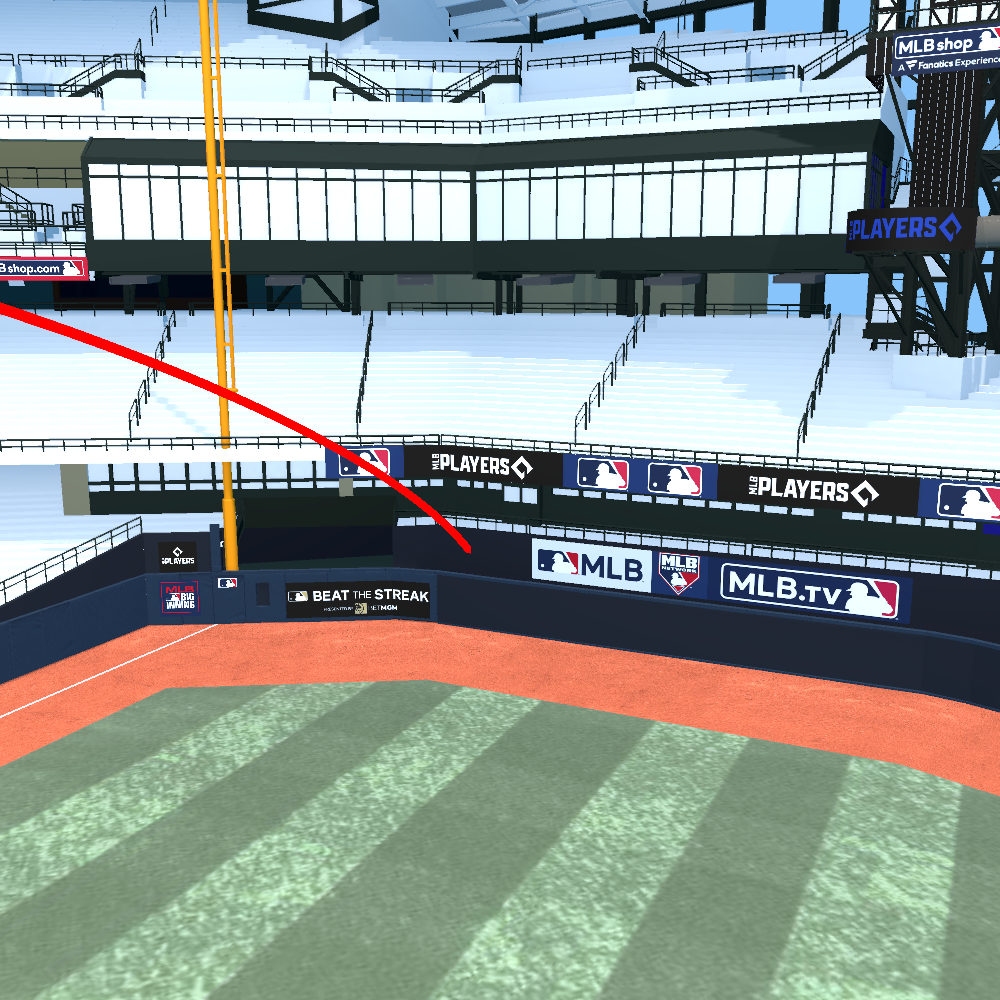 MLB shop
A Fanatics Experience
PLAYERS
Bshop.com
MLB PLAYERS
MLB PLAYERS
PLAYERS
MLB
MLB
NETWORK
MLB.TV
MLB
BIG
INNING
BEAT THE STREAK
PRESENTED BY BETMGM